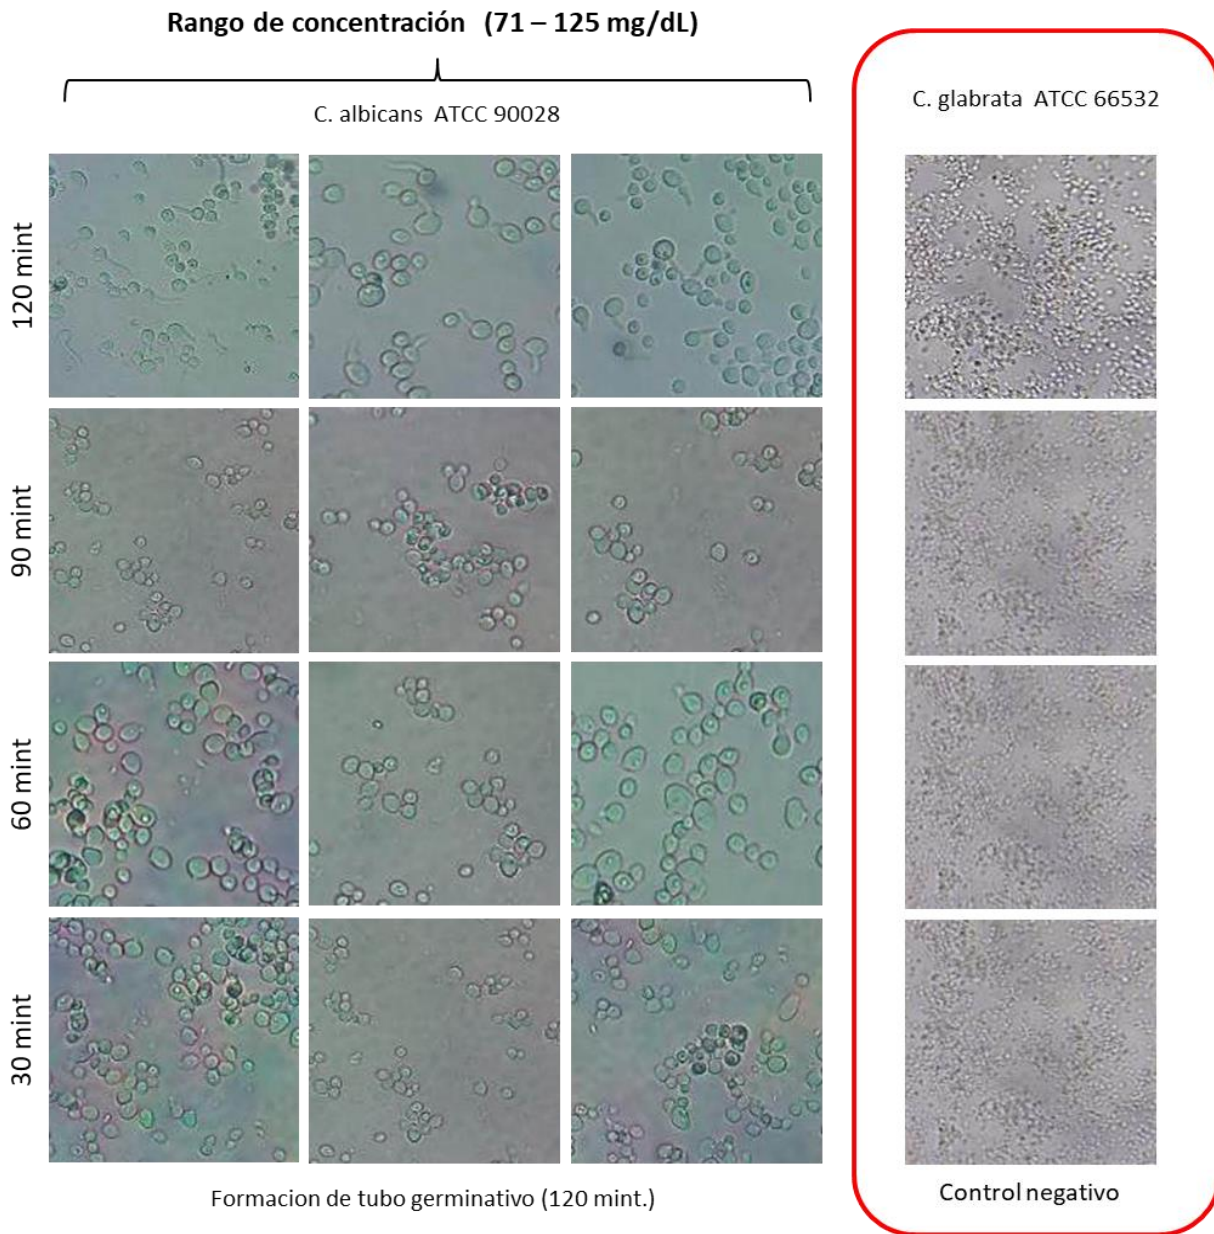 Rango de concentración (71 – 125 mg/dL)
C. albicans ATCC 90028
C. glabrata ATCC 66532
120 mint
90 mint
60 mint
30 mint
Formacion de tubo germinativo (120 mint.)
Control negativo